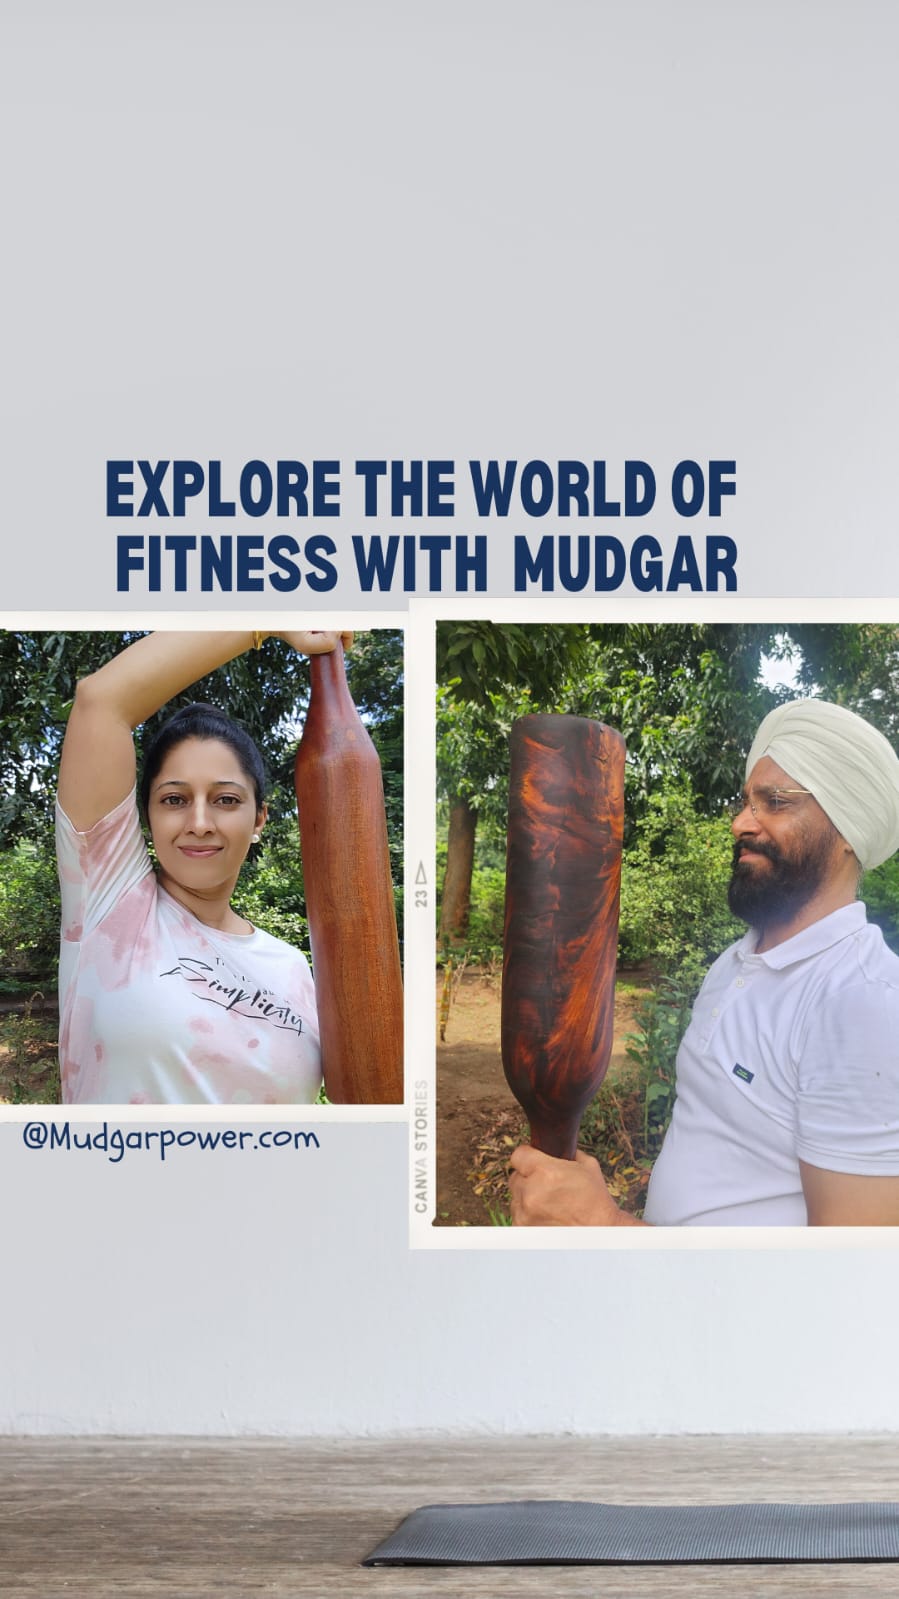 EXPLORE THE WORLD OF
FITNESS WITH MUDGAR
Simplicity
@Mudgarpower.com
23
CANVA STORIES